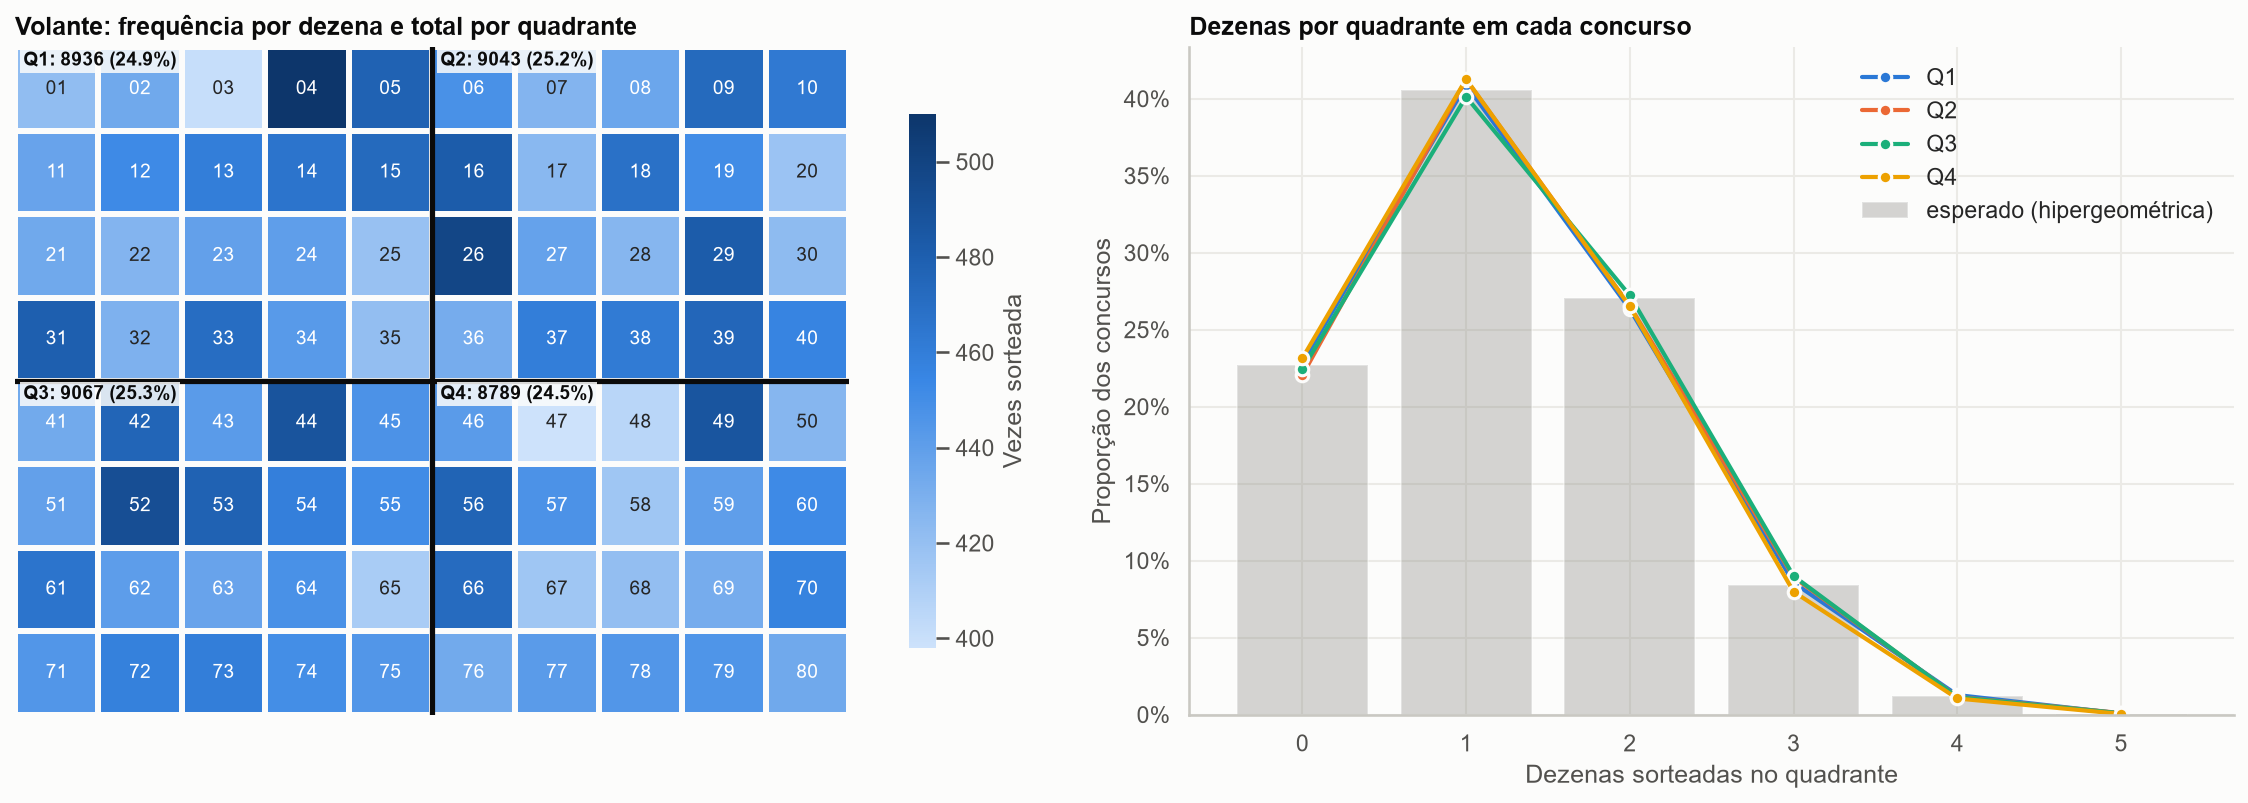 Volante: frequência por dezena e total por quadrante
Q1: 8936 (24.9%) Q2: 9043 (25.2%)
01 02 03 04 05 06 07 08 09 10
11 12 13 14 15 16 17 18 19 20
21 22 23 24 25 26 27 28 29 30
31 32 33 34 35 36 37 38 39 40
Q3: 9067 (25.3%) Q4: 8789 (24.5%)
41 42 43 44 45 46 47 48 49 50
51 52 53 54 55 56 57 58 59 60
61 62 63 64 65 66 67 68 69 70
71 72 73 74 75 76 77 78 79 80
500
480
460
440
420
400
Vezes sorteada
Dezenas por quadrante em cada concurso
Q1
Q2
Q3
Q4
esperado (hipergeométrica)
40%
35%
30%
25%
20%
15%
10%
5%
0%
Proporção dos concursos
0 1 2 3 4 5
Dezenas sorteadas no quadrante